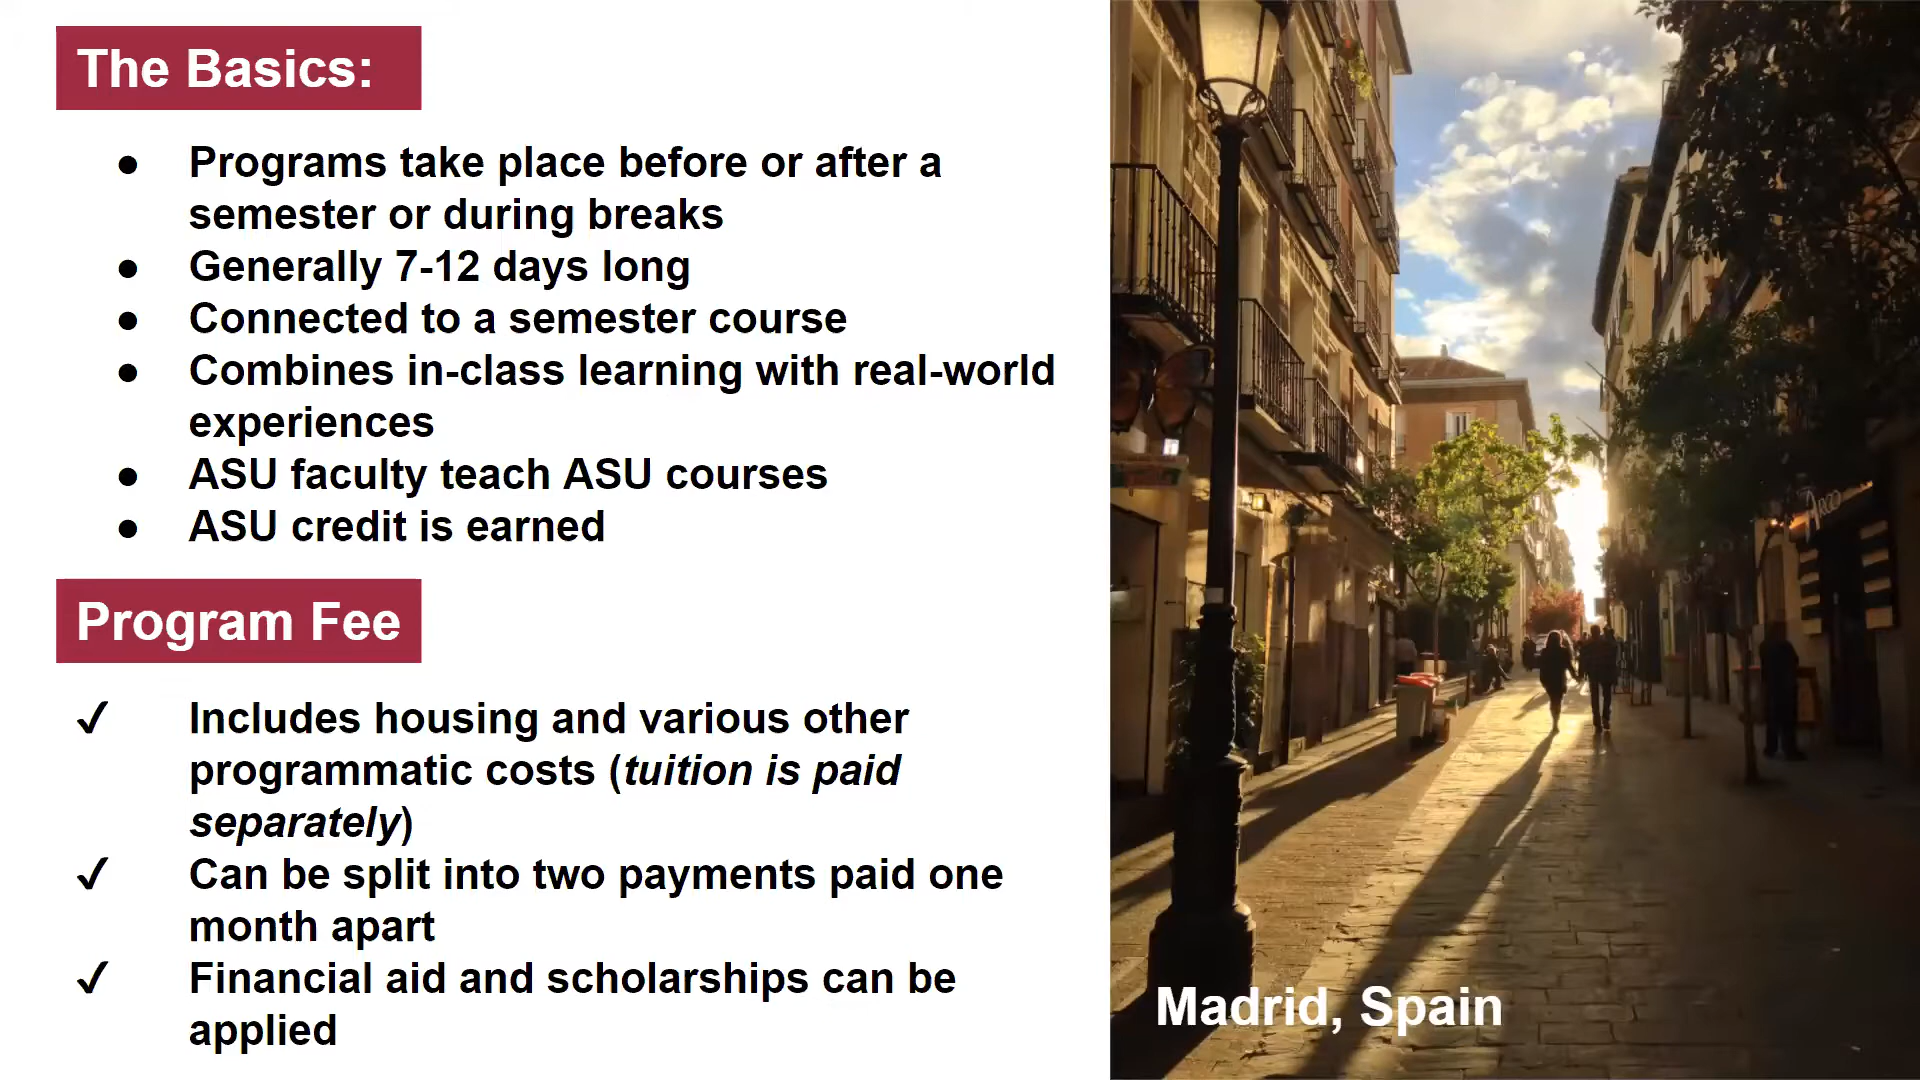 The Basics:
● Programs take place before or after a
semester or during breaks
● Generally 7-12 days long
● Connected to a semester course
● Combines in-class learning with real-world
experiences
● ASU faculty teach ASU courses
● ASU credit is earned
Program Fee
✓ Includes housing and various other
programmatic costs (tuition is paid
separately)
✓ Can be split into two payments paid one
month apart
✓ Financial aid and scholarships can be
applied
ARCO
Madrid, Spain